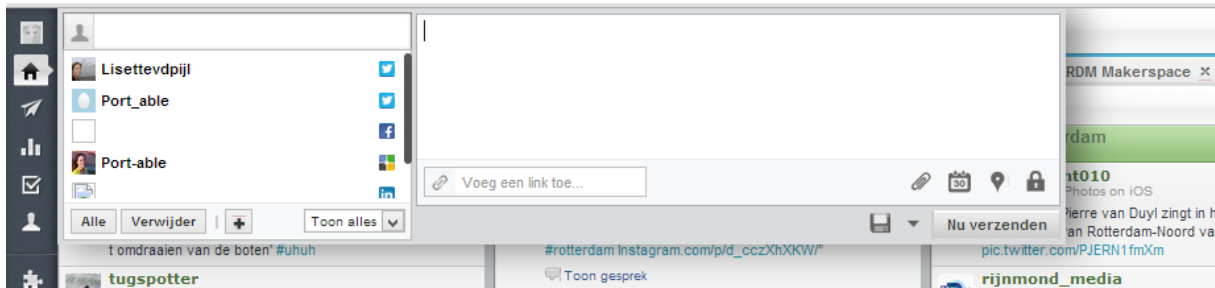 Lisettevdpijl
Port_able
Port-able
Alle
Verwijder
Toon alles
Voeg een link toe...
30
Nu verzenden
RDM Makerspace
rdam
nt010
Photos on iOS
Pierre van Duyl zingt in h
an Rotterdam-Noord va
pic.twitter.com/PJERN1fmXm
t omdraaien van de boten' #uhuh
tugspotter
#rotterdam Instagram.com/p/d_cczXhXKW/"
Toon gesprek
rijnmond_media